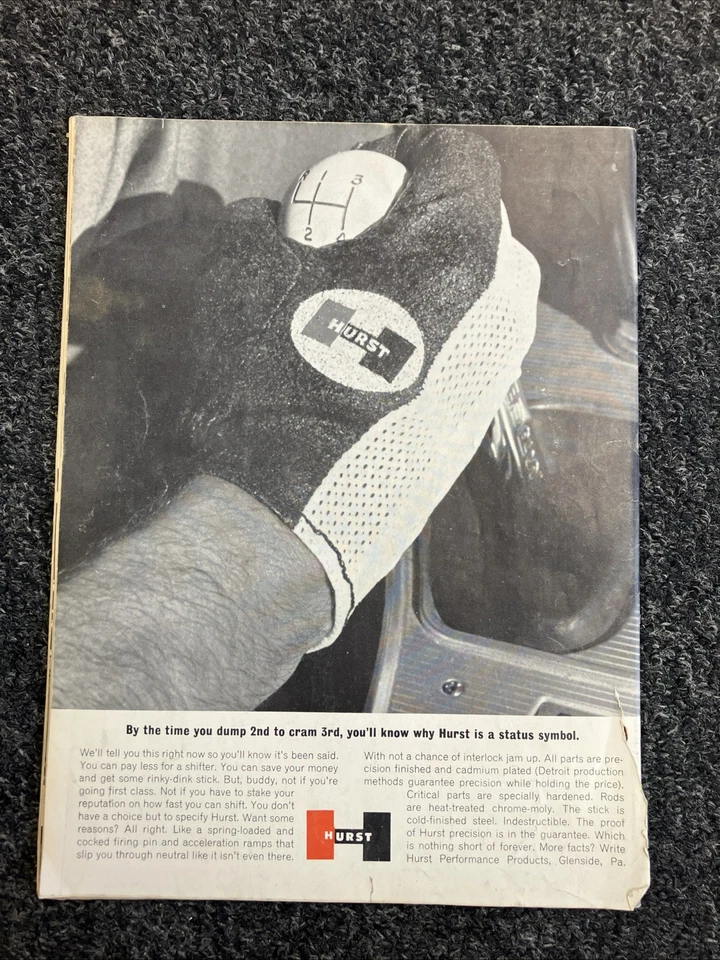 3
2 4
HURST
By the time you dump 2nd to cram 3rd, you'll know why Hurst is a status symbol.
We'll tell you this right now so you'll know it's been said.
You can pay less for a shifter. You can save your money
and get some rinky-dink stick. But, buddy, not if you're
going first class. Not if you have to stake your
reputation on how fast you can shift. You don't
have a choice but to specify Hurst. Want some
reasons? All right. Like a spring-loaded and
cocked firing pin and acceleration ramps that
slip you through neutral like it isn't even there.
HURST
With not a chance of interlock jam up. All parts are pre-
cision finished and cadmium plated (Detroit production
methods guarantee precision while holding the price).
Critical parts are specially hardened. Rods
are heat-treated chrome-moly. The stick is
cold-finished steel. Indestructible. The proof
of Hurst precision is in the guarantee. Which
is nothing short of forever. More facts? Write
Hurst Performance Products, Glenside, Pa.